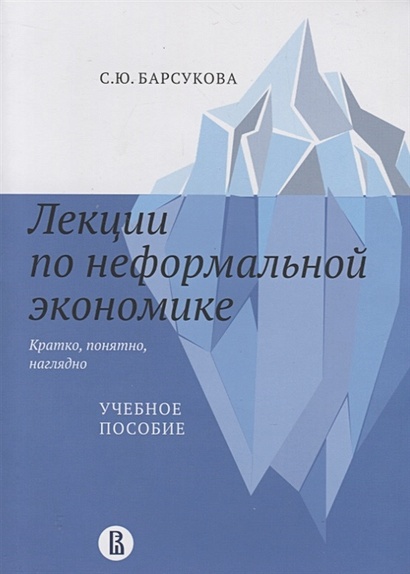 С.Ю. БАРСУКОВА
Лекции
по неформальной
экономике
Кратко, понятно,
наглядно
УЧЕБНОЕ
ПОСОБИЕ